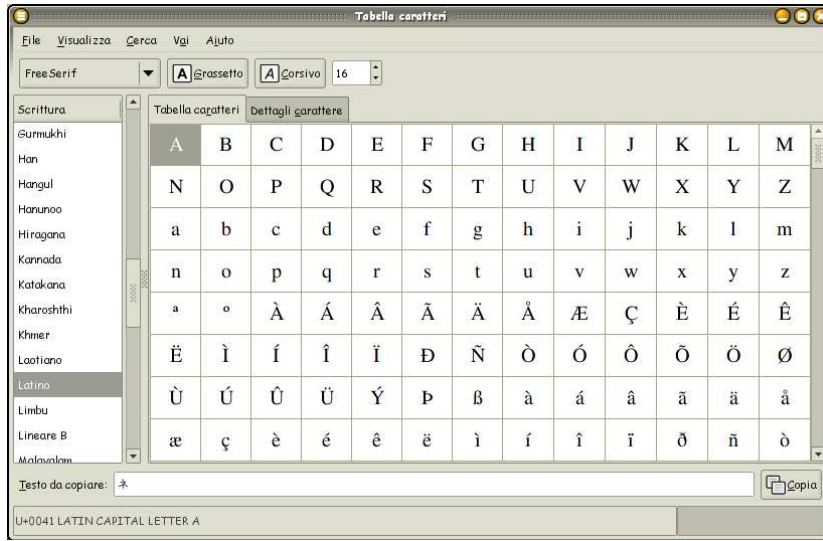 Tabella caratteri
File Visualizza Cerca Vai Aiuto
FreeSerif A Grassetto A Corsivo 16
Scrittura
Gurmukhi
Han
Hangul
Hanunoo
Hiragana
Kannada
Katakana
Kharoshthi
Khmer
Laotiano
Latino
Limbu
Lineare B
Malayalam
Tabella caratteri Dettagli carattere
A B C D E F G H I J K L M
N O P Q R S T U V W X Y Z
a b c d e f g h i j k l m
n o p q r s t u v w x y z
ª º À Á Â Ã Ä Å Æ Ç È É Ê
Ë Ì Í Î Ï Ð Ñ Ò Ó Ô Õ Ö Ø
Ù Ú Û Ü Ý Þ ß à á â ã ä å
æ ç è é ê ë ì í î ï ð ñ ò
Testo da copiare: ネ Copia
U+0041 LATIN CAPITAL LETTER A